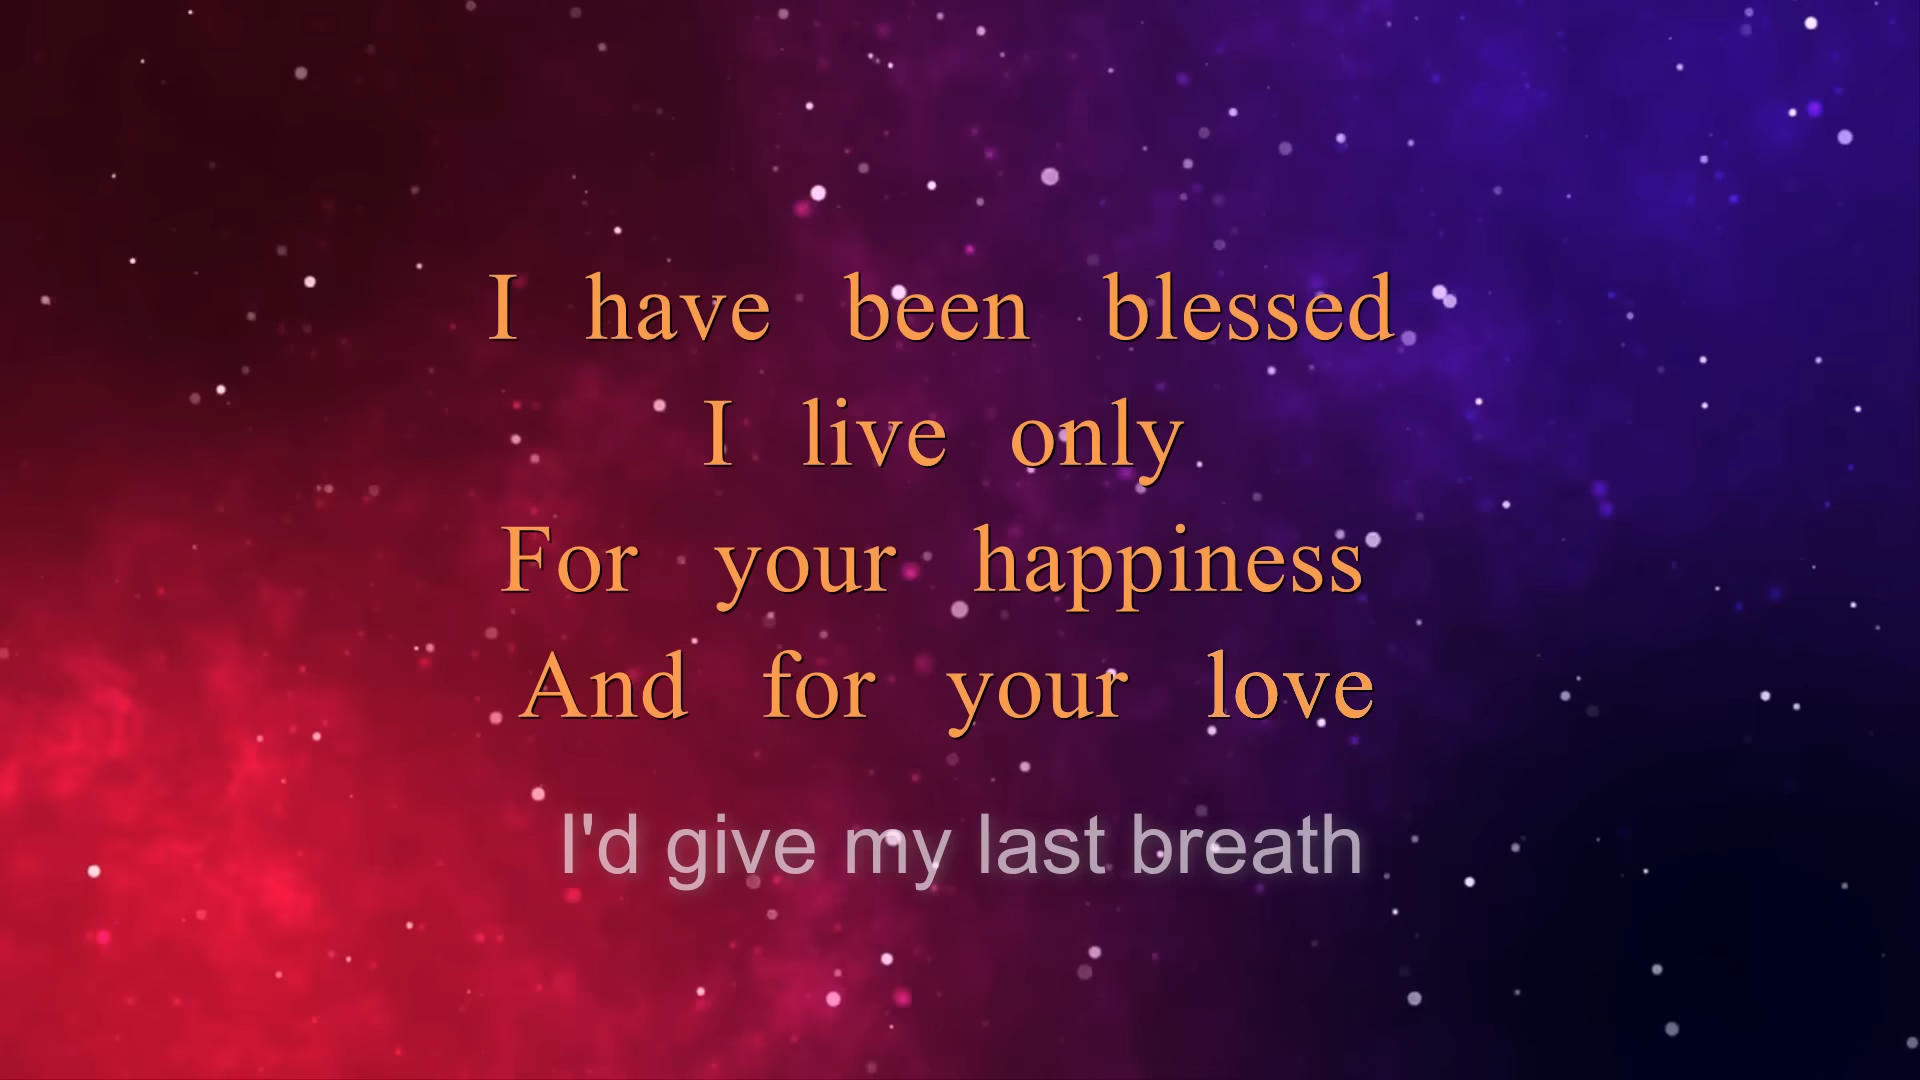 I have been blessed
I live only
For your happiness
And for your love
I'd give my last breath